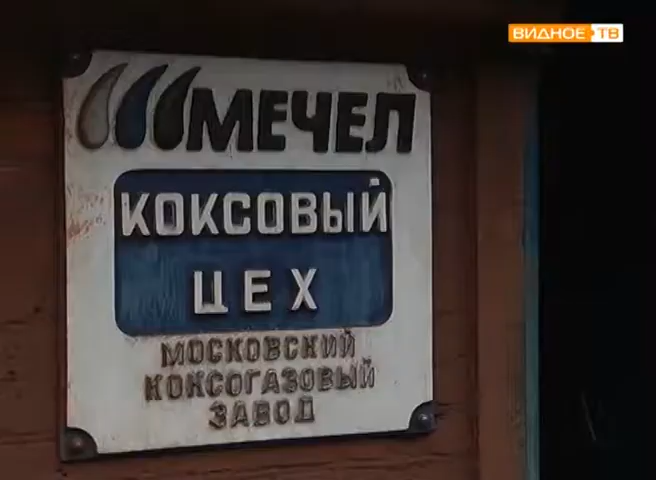 ВИДНОЕ ТВ
МЕЧЕЛ
КОКСОВЫЙ
ЦЕХ
МОСКОВСКИЙ
КОКСОГАЗОВЫЙ
ЗАВОД